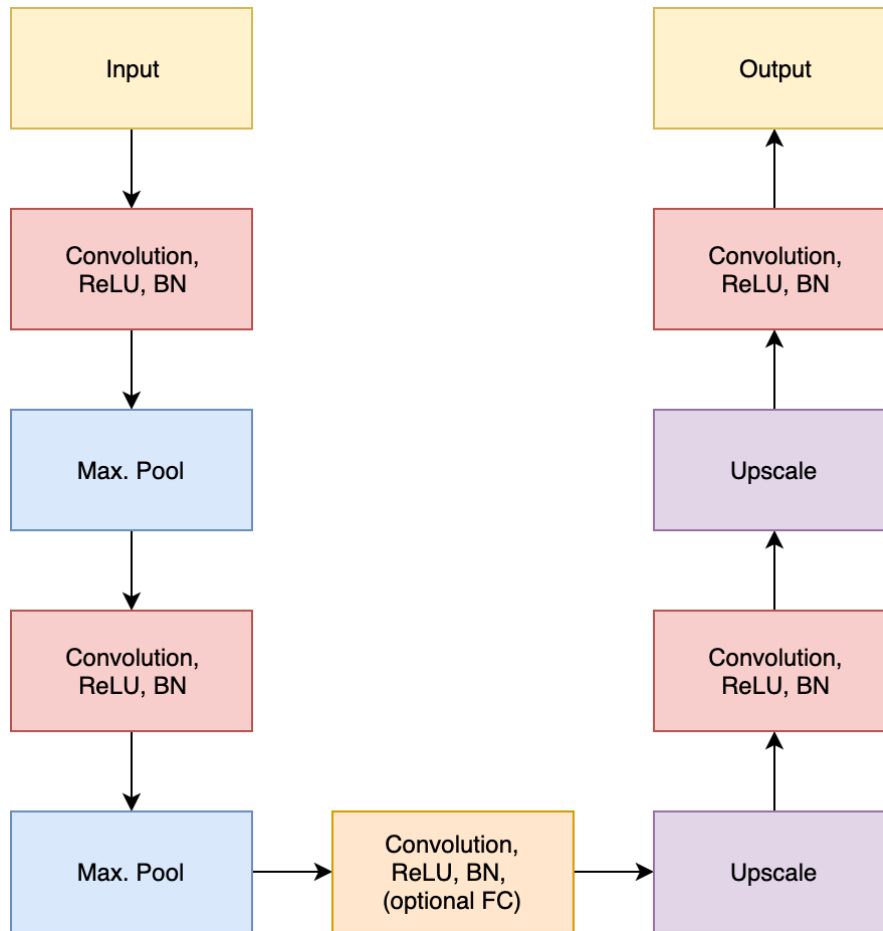 Input
Convolution,
ReLU, BN
Max. Pool
Convolution,
ReLU, BN
Max. Pool
Convolution,
ReLU, BN,
(optional FC)
Upscale
Convolution,
ReLU, BN
Upscale
Convolution,
ReLU, BN
Output